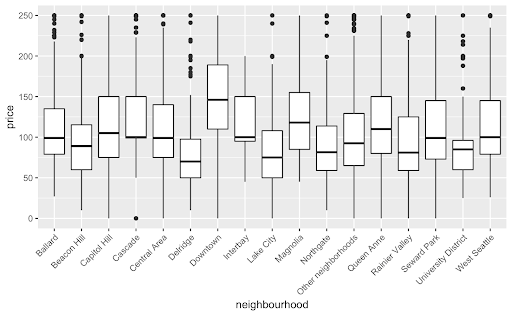 250
200
150
100
50
0
price
Ballard
Beacon Hill
Capitol Hill
Cascade
Central Area
Delridge
Downtown
Interbay
Lake City
Magnolia
Northgate
Other neighborhoods
Queen Anne
Rainier Valley
Seward Park
University District
West Seattle
neighbourhood